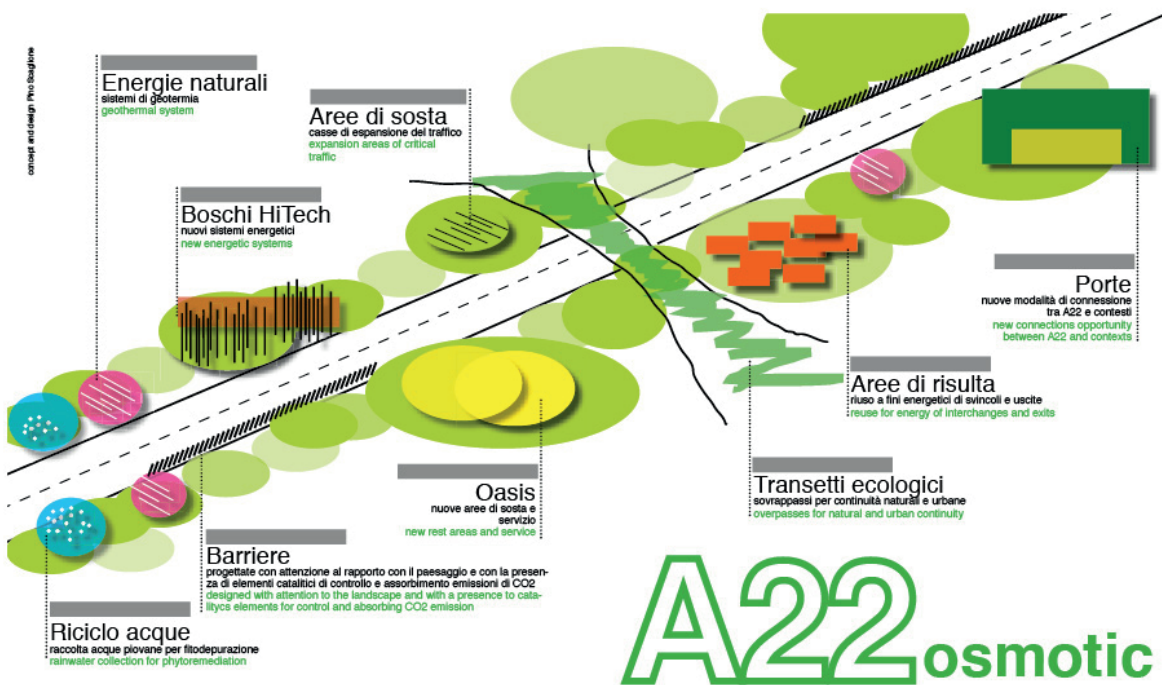 concept and design Pino Scaglione
Energie naturali
sistemi di geotermia
geothermal system
Aree di sosta
casse di espansione del traffico
expansion areas of critical
traffic
Boschi HiTech
nuovi sistemi energetici
new energetic systems
Porte
nuove modalità di connessione
tra A22 e contesti
new connections opportunity
between A22 and contexts
Aree di risulta
riuso a fini energetici di svincoli e uscite
reuse for energy of interchanges and exits
Transetti ecologici
sovrappassi per continuità naturali e urbane
overpasses for natural and urban continuity
Oasis
nuove aree di sosta e
servizio
new rest areas and service
Barriere
progettate con attenzione al rapporto con il paesaggio e con la presen-
za di elementi catalitici di controllo e assorbimento emissioni di CO2
designed with attention to the landscape and with a presence to cata-
litycs elements for control and absorbing CO2 emission
Riciclo acque
raccolta acque piovane per fitodepurazione
rainwater collection for phytoremediation
A22 osmotic